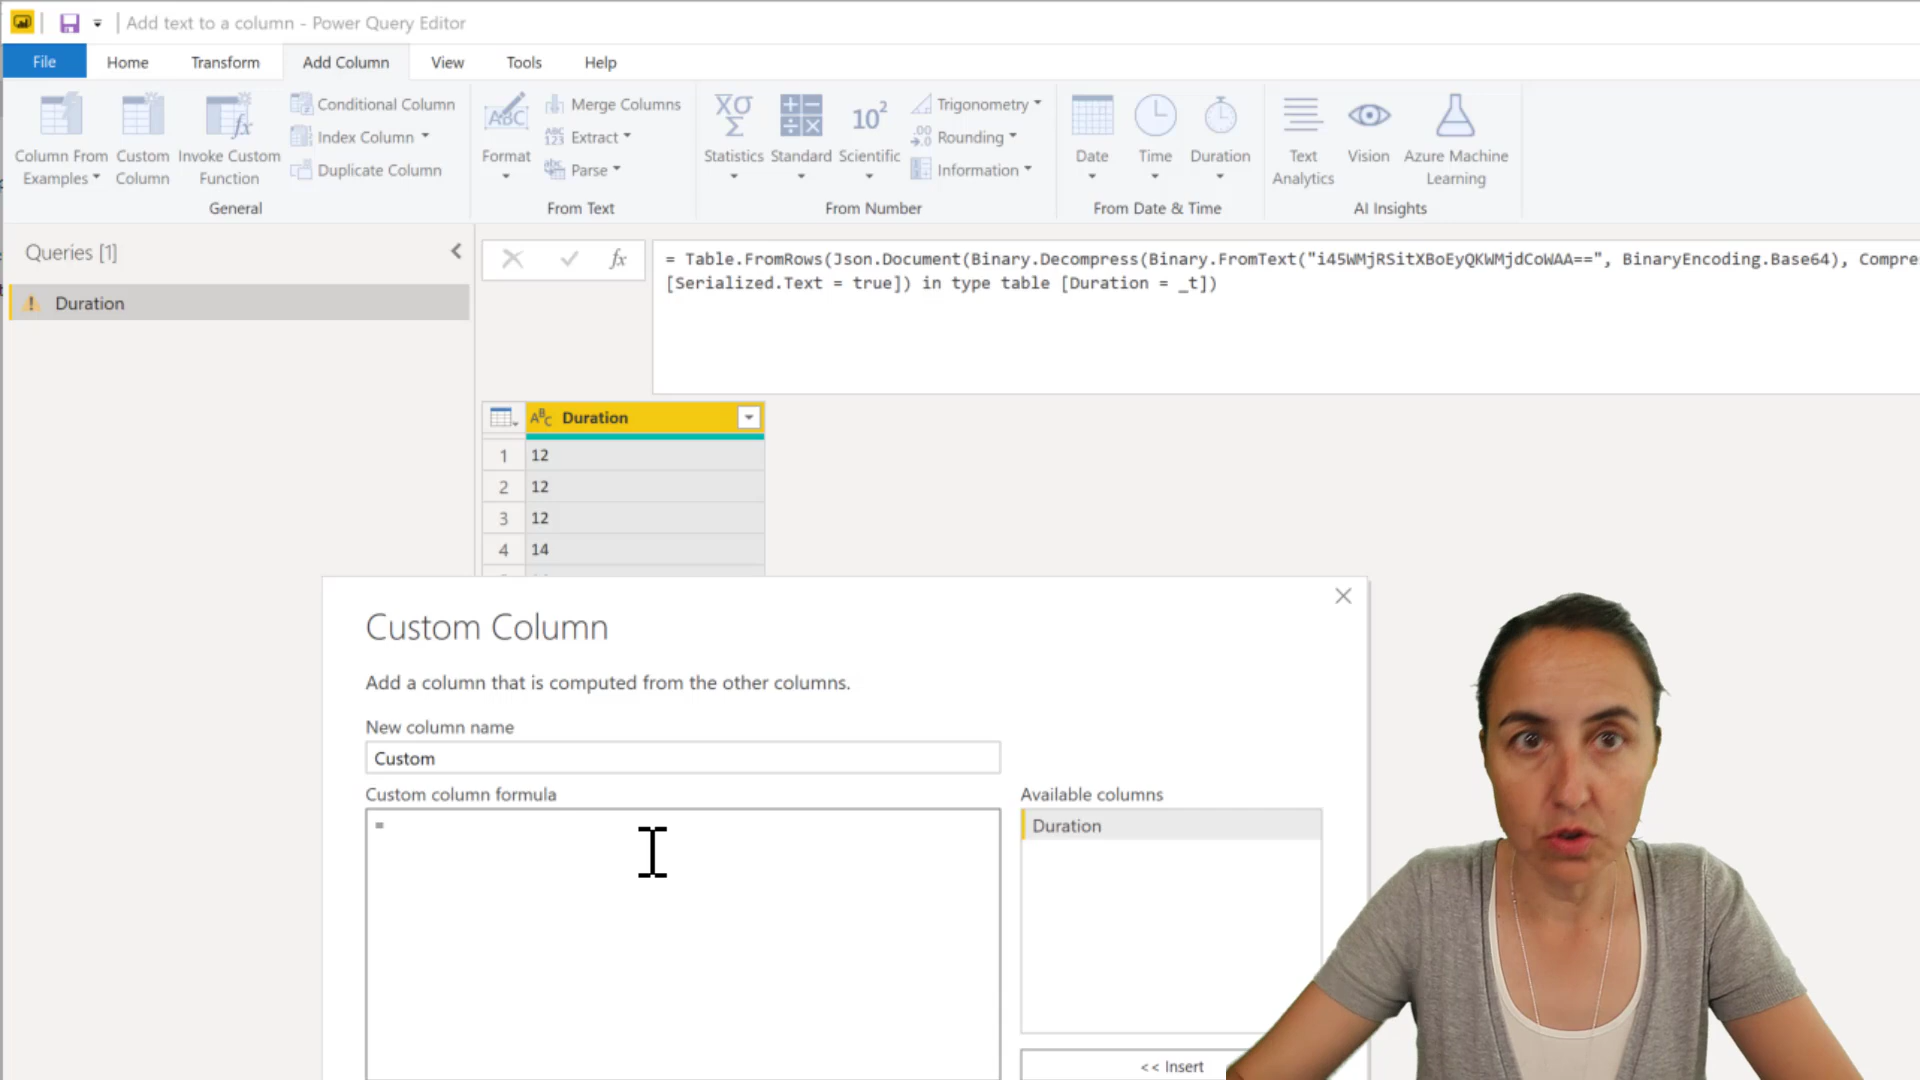 Add text to a column - Power Query Editor
File Home Transform Add Column View Tools Help
Column From Examples
Custom Column
Invoke Custom Function
Conditional Column
Index Column
Duplicate Column
General
Format
Merge Columns
Extract
Parse
From Text
Statistics
Standard
Scientific
Trigonometry
Rounding
Information
From Number
Date
Time
Duration
From Date & Time
Text Analytics
Vision
Azure Machine Learning
AI Insights
Queries [1]
Duration
fx
= Table.FromRows(Json.Document(Binary.Decompress(Binary.FromText("i45WMjRSitXBoEyQKWMjdCoWAA==", BinaryEncoding.Base64), Compre
[Serialized.Text = true]) in type table [Duration = _t])
ABC Duration
1 12
2 12
3 12
4 14
Custom Column
Add a column that is computed from the other columns.
New column name
Custom
Custom column formula
=
Available columns
Duration
<< Insert